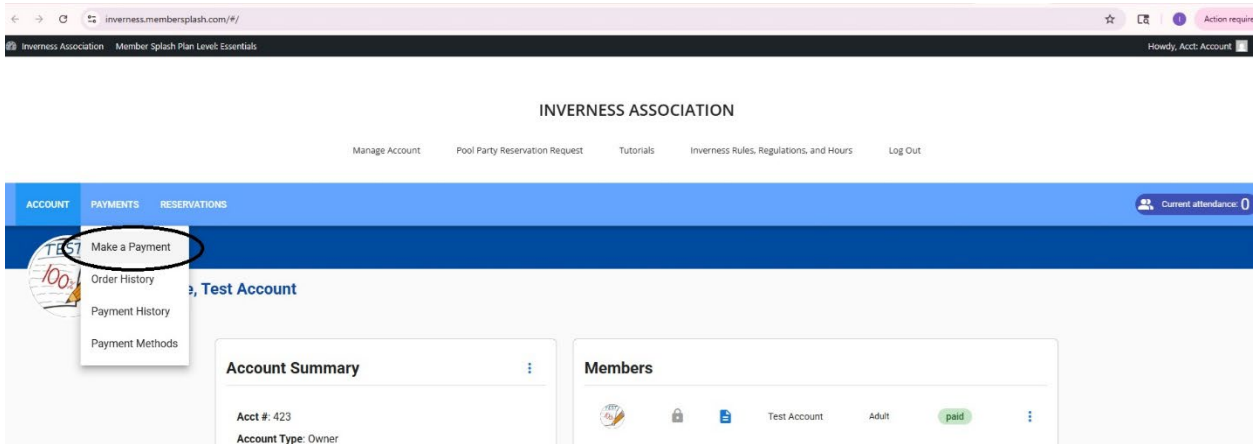 inverness.membersplash.com/#/
Action require
Inverness Association Member Splash Plan Level: Essentials
Howdy, Acct: Account
INVERNESS ASSOCIATION
Manage Account Pool Party Reservation Request Tutorials Inverness Rules, Regulations, and Hours Log Out
ACCOUNT PAYMENTS RESERVATIONS
Current attendance: 0
TEST
100%
Make a Payment
Order History
e, Test Account
Payment History
Payment Methods
Account Summary
Members
Acct #: 423
Test Account Adult paid
Account Type: Owner